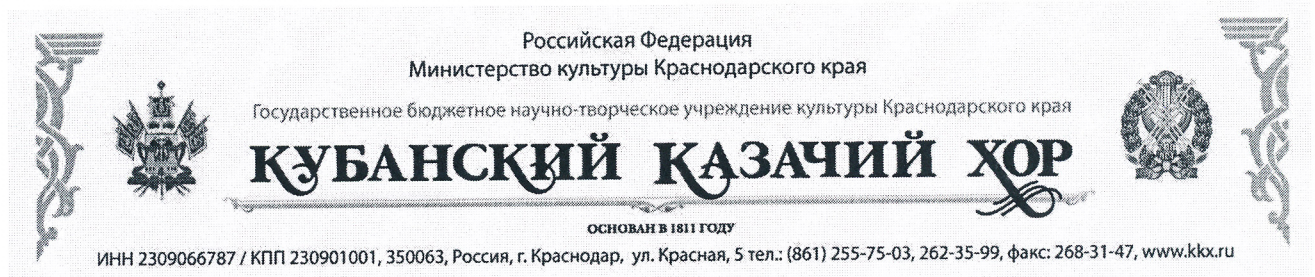 Российская Федерация
Министерство культуры Краснодарского края
Государственное бюджетное научно-творческое учреждение культуры Краснодарского края
КУБАНСКИЙ КАЗАЧИЙ ХОР
ОСНОВАН В 1811 ГОДУ
ИНН 2309066787 / КПП 230901001, 350063, Россия, г. Краснодар, ул. Красная, 5 тел.: (861) 255-75-03, 262-35-99, факс: 268-31-47, www.kkx.ru